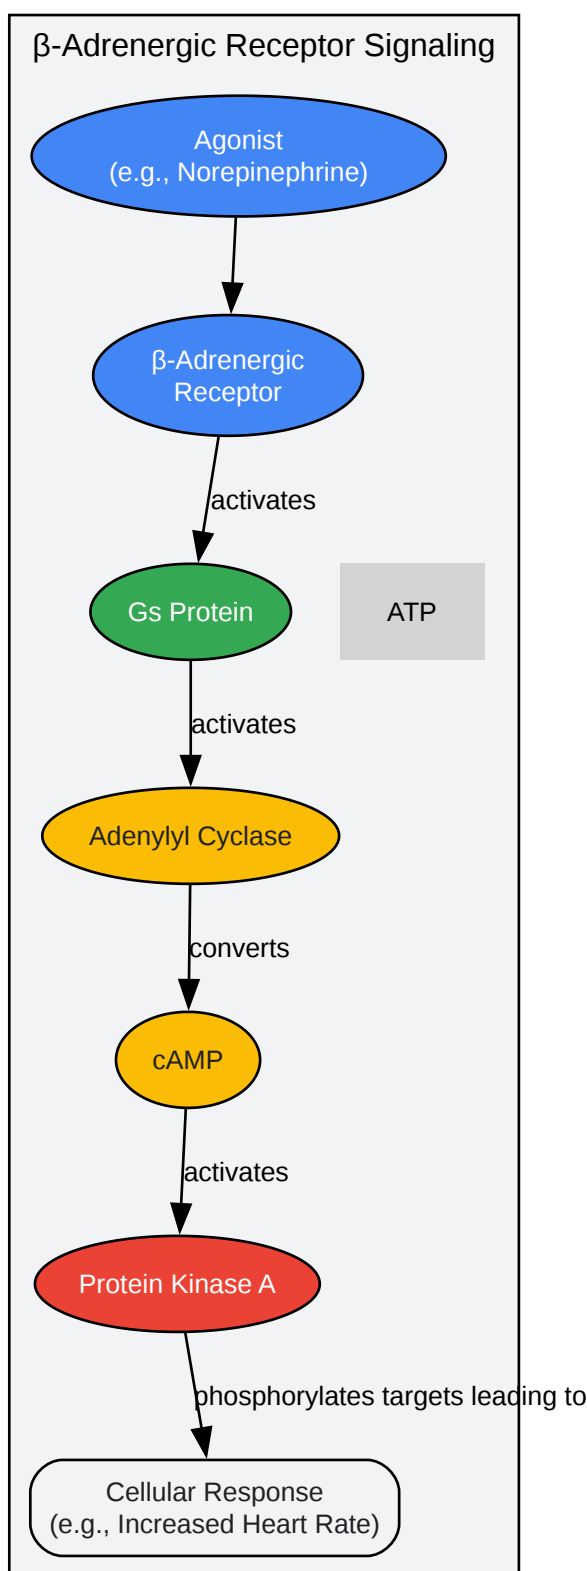 β-Adrenergic Receptor Signaling
Agonist
(e.g., Norepinephrine)
β-Adrenergic
Receptor
activates
Gs Protein
ATP
activates
Adenylyl Cyclase
converts
cAMP
activates
Protein Kinase A
phosphorylates targets leading to
Cellular Response
(e.g., Increased Heart Rate)